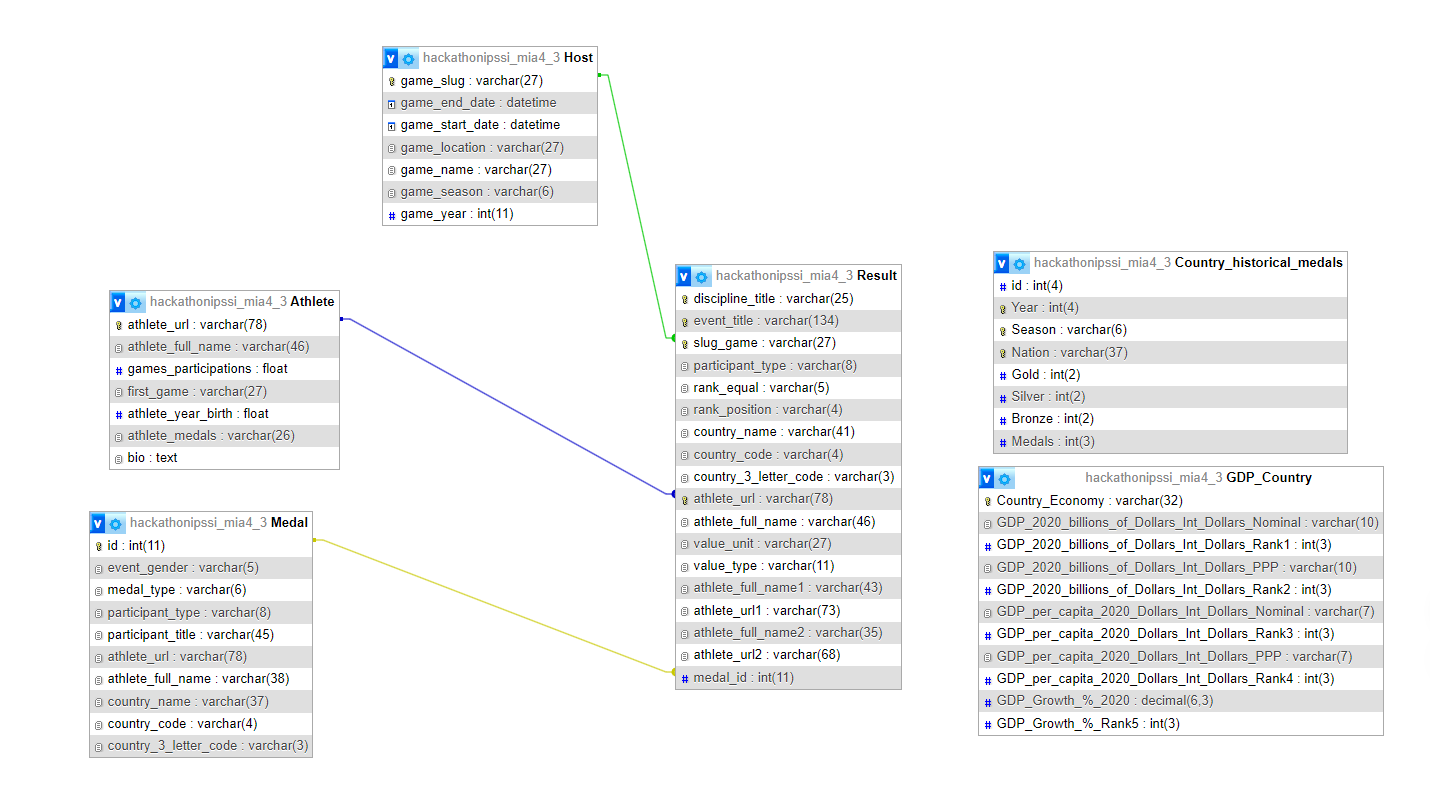 hackathonipssi_mia4_3 Host
game_slug : varchar(27)
game_end_date : datetime
game_start_date : datetime
game_location : varchar(27)
game_name : varchar(27)
game_season : varchar(6)
game_year : int(11)
hackathonipssi_mia4_3 Athlete
athlete_url : varchar(78)
athlete_full_name : varchar(46)
games_participations : float
first_game : varchar(27)
athlete_year_birth : float
athlete_medals : varchar(26)
bio : text
hackathonipssi_mia4_3 Medal
id : int(11)
event_gender : varchar(5)
medal_type : varchar(6)
participant_type : varchar(8)
participant_title : varchar(45)
athlete_url : varchar(78)
athlete_full_name : varchar(38)
country_name : varchar(37)
country_code : varchar(4)
country_3_letter_code : varchar(3)
hackathonipssi_mia4_3 Result
discipline_title : varchar(25)
event_title : varchar(134)
slug_game : varchar(27)
participant_type : varchar(8)
rank_equal : varchar(5)
rank_position : varchar(4)
country_name : varchar(41)
country_code : varchar(4)
country_3_letter_code : varchar(3)
athlete_url : varchar(78)
athlete_full_name : varchar(46)
value_unit : varchar(27)
value_type : varchar(11)
athlete_full_name1 : varchar(43)
athlete_url1 : varchar(73)
athlete_full_name2 : varchar(35)
athlete_url2 : varchar(68)
medal_id : int(11)
hackathonipssi_mia4_3 Country_historical_medals
id : int(4)
Year : int(4)
Season : varchar(6)
Nation : varchar(37)
Gold : int(2)
Silver : int(2)
Bronze : int(2)
Medals : int(3)
hackathonipssi_mia4_3 GDP_Country
Country_Economy : varchar(32)
GDP_2020_billions_of_Dollars_Int_Dollars_Nominal : varchar(10)
GDP_2020_billions_of_Dollars_Int_Dollars_Rank1 : int(3)
GDP_2020_billions_of_Dollars_Int_Dollars_PPP : varchar(10)
GDP_2020_billions_of_Dollars_Int_Dollars_Rank2 : int(3)
GDP_per_capita_2020_Dollars_Int_Dollars_Nominal : varchar(7)
GDP_per_capita_2020_Dollars_Int_Dollars_Rank3 : int(3)
GDP_per_capita_2020_Dollars_Int_Dollars_PPP : varchar(7)
GDP_per_capita_2020_Dollars_Int_Dollars_Rank4 : int(3)
GDP_Growth_%_2020 : decimal(6,3)
GDP_Growth_%_Rank5 : int(3)